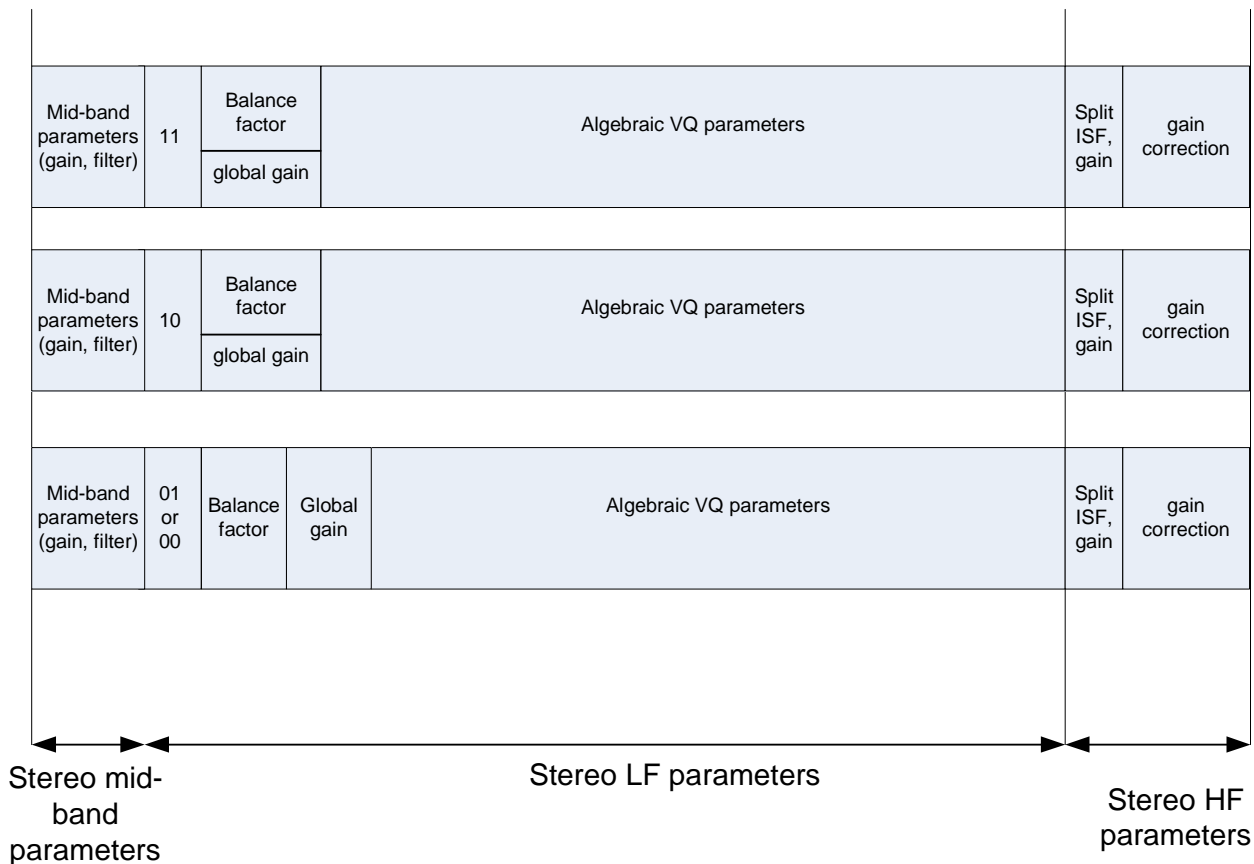 Mid-band
parameters
(gain, filter)
11
Balance
factor
global gain
Algebraic VQ parameters
Split
ISF,
gain
gain
correction
Mid-band
parameters
(gain, filter)
10
Balance
factor
global gain
Algebraic VQ parameters
Split
ISF,
gain
gain
correction
Mid-band
parameters
(gain, filter)
01
or
00
Balance
factor
Global
gain
Algebraic VQ parameters
Split
ISF,
gain
gain
correction
Stereo mid-
band
parameters
Stereo LF parameters
Stereo HF
parameters